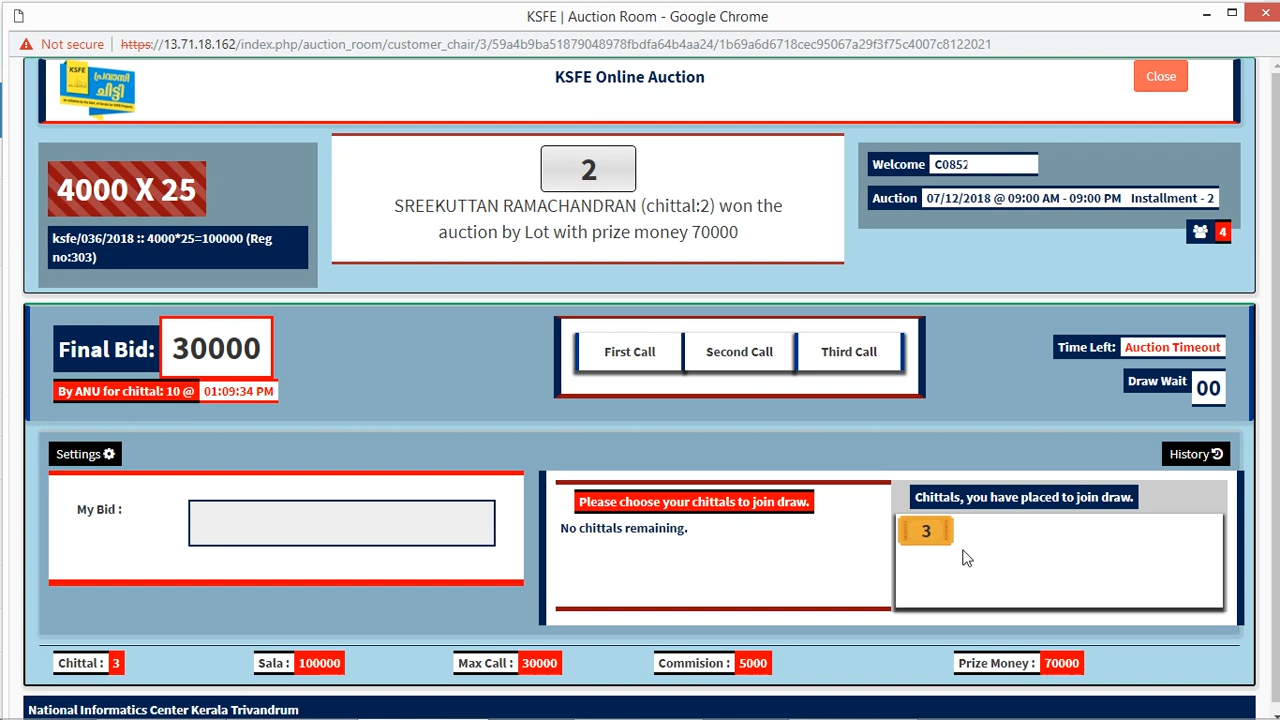 KSFE | Auction Room - Google Chrome
Not secure | https://13.71.18.162/index.php/auction_room/customer_chair/3/59a4b9ba51879048978fbdfa64b4aa24/1b69a6d6718cec95067a29f3f75c4007c8122021
KSFE
പ്രവാസി
ചിട്ടി
KSFE Online Auction
Close
4000 X 25
ksfe/036/2018 :: 4000*25=100000 (Reg
no:303)
2
SREEKUTTAN RAMACHANDRAN (chittal:2) won the
auction by Lot with prize money 70000
Welcome C0852
Auction 07/12/2018 @ 09:00 AM - 09:00 PM Installment - 2
4
Final Bid: 30000
By ANU for chittal: 10 @ 01:09:34 PM
First Call Second Call Third Call
Time Left: Auction Timeout
Draw Wait 00
Settings
History
My Bid :
Please choose your chittals to join draw.
No chittals remaining.
Chittals, you have placed to join draw.
3
Chittal : 3 Sala : 100000 Max Call : 30000 Commision : 5000 Prize Money : 70000
National Informatics Center Kerala Trivandrum